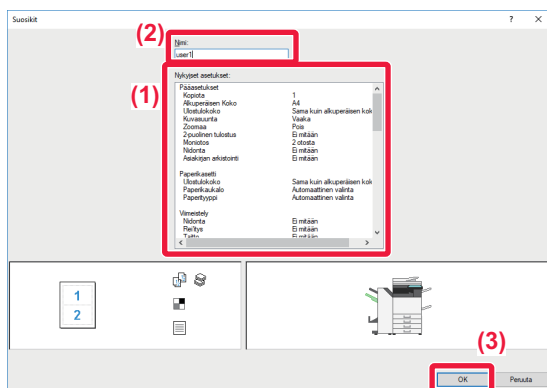 Suosikit ? ×
(2)
Nimi:
user1
(1)
Nykyiset asetukset:
Pääasetukset
Kopiota 1
Alkuperäisen Koko A4
Ulostulokoko Sama kuin alkuperäisen kok
Kuvasuunta Vaaka
Zoomaa Pois
2-puolinen tulostus Ei mitään
Moniotos 2 otosta
Nidonta Ei mitään
Asiakirjan arkistointi Ei mitään
Paperikasetti
Ulostulokoko Sama kuin alkuperäisen kok
Paperikaukalo Automaattinen valinta
Paperityyppi Automaattinen valinta
Viimeistely
Nidonta Ei mitään
Rei'itys Ei mitään
Taitto Ei mitään
1
2
(3)
OK Peruuta